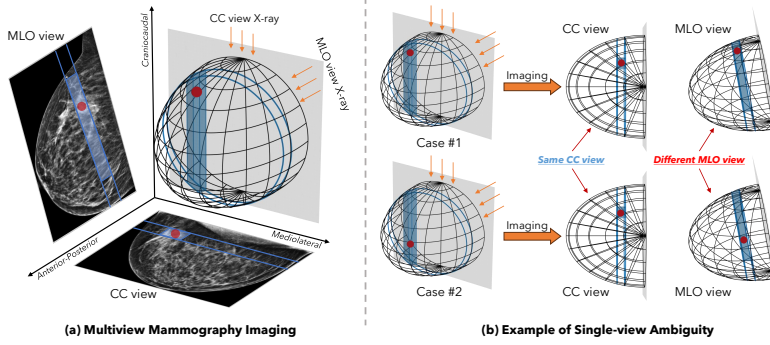 MLO view
Craniocaudal
CC view X-ray
MLO view X-ray
Mediolateral
Anterior-Posterior
CC view
(a) Multiview Mammography Imaging
Case #1
Imaging
CC view
MLO view
Same CC view
Different MLO view
Case #2
Imaging
CC view
MLO view
(b) Example of Single-view Ambiguity